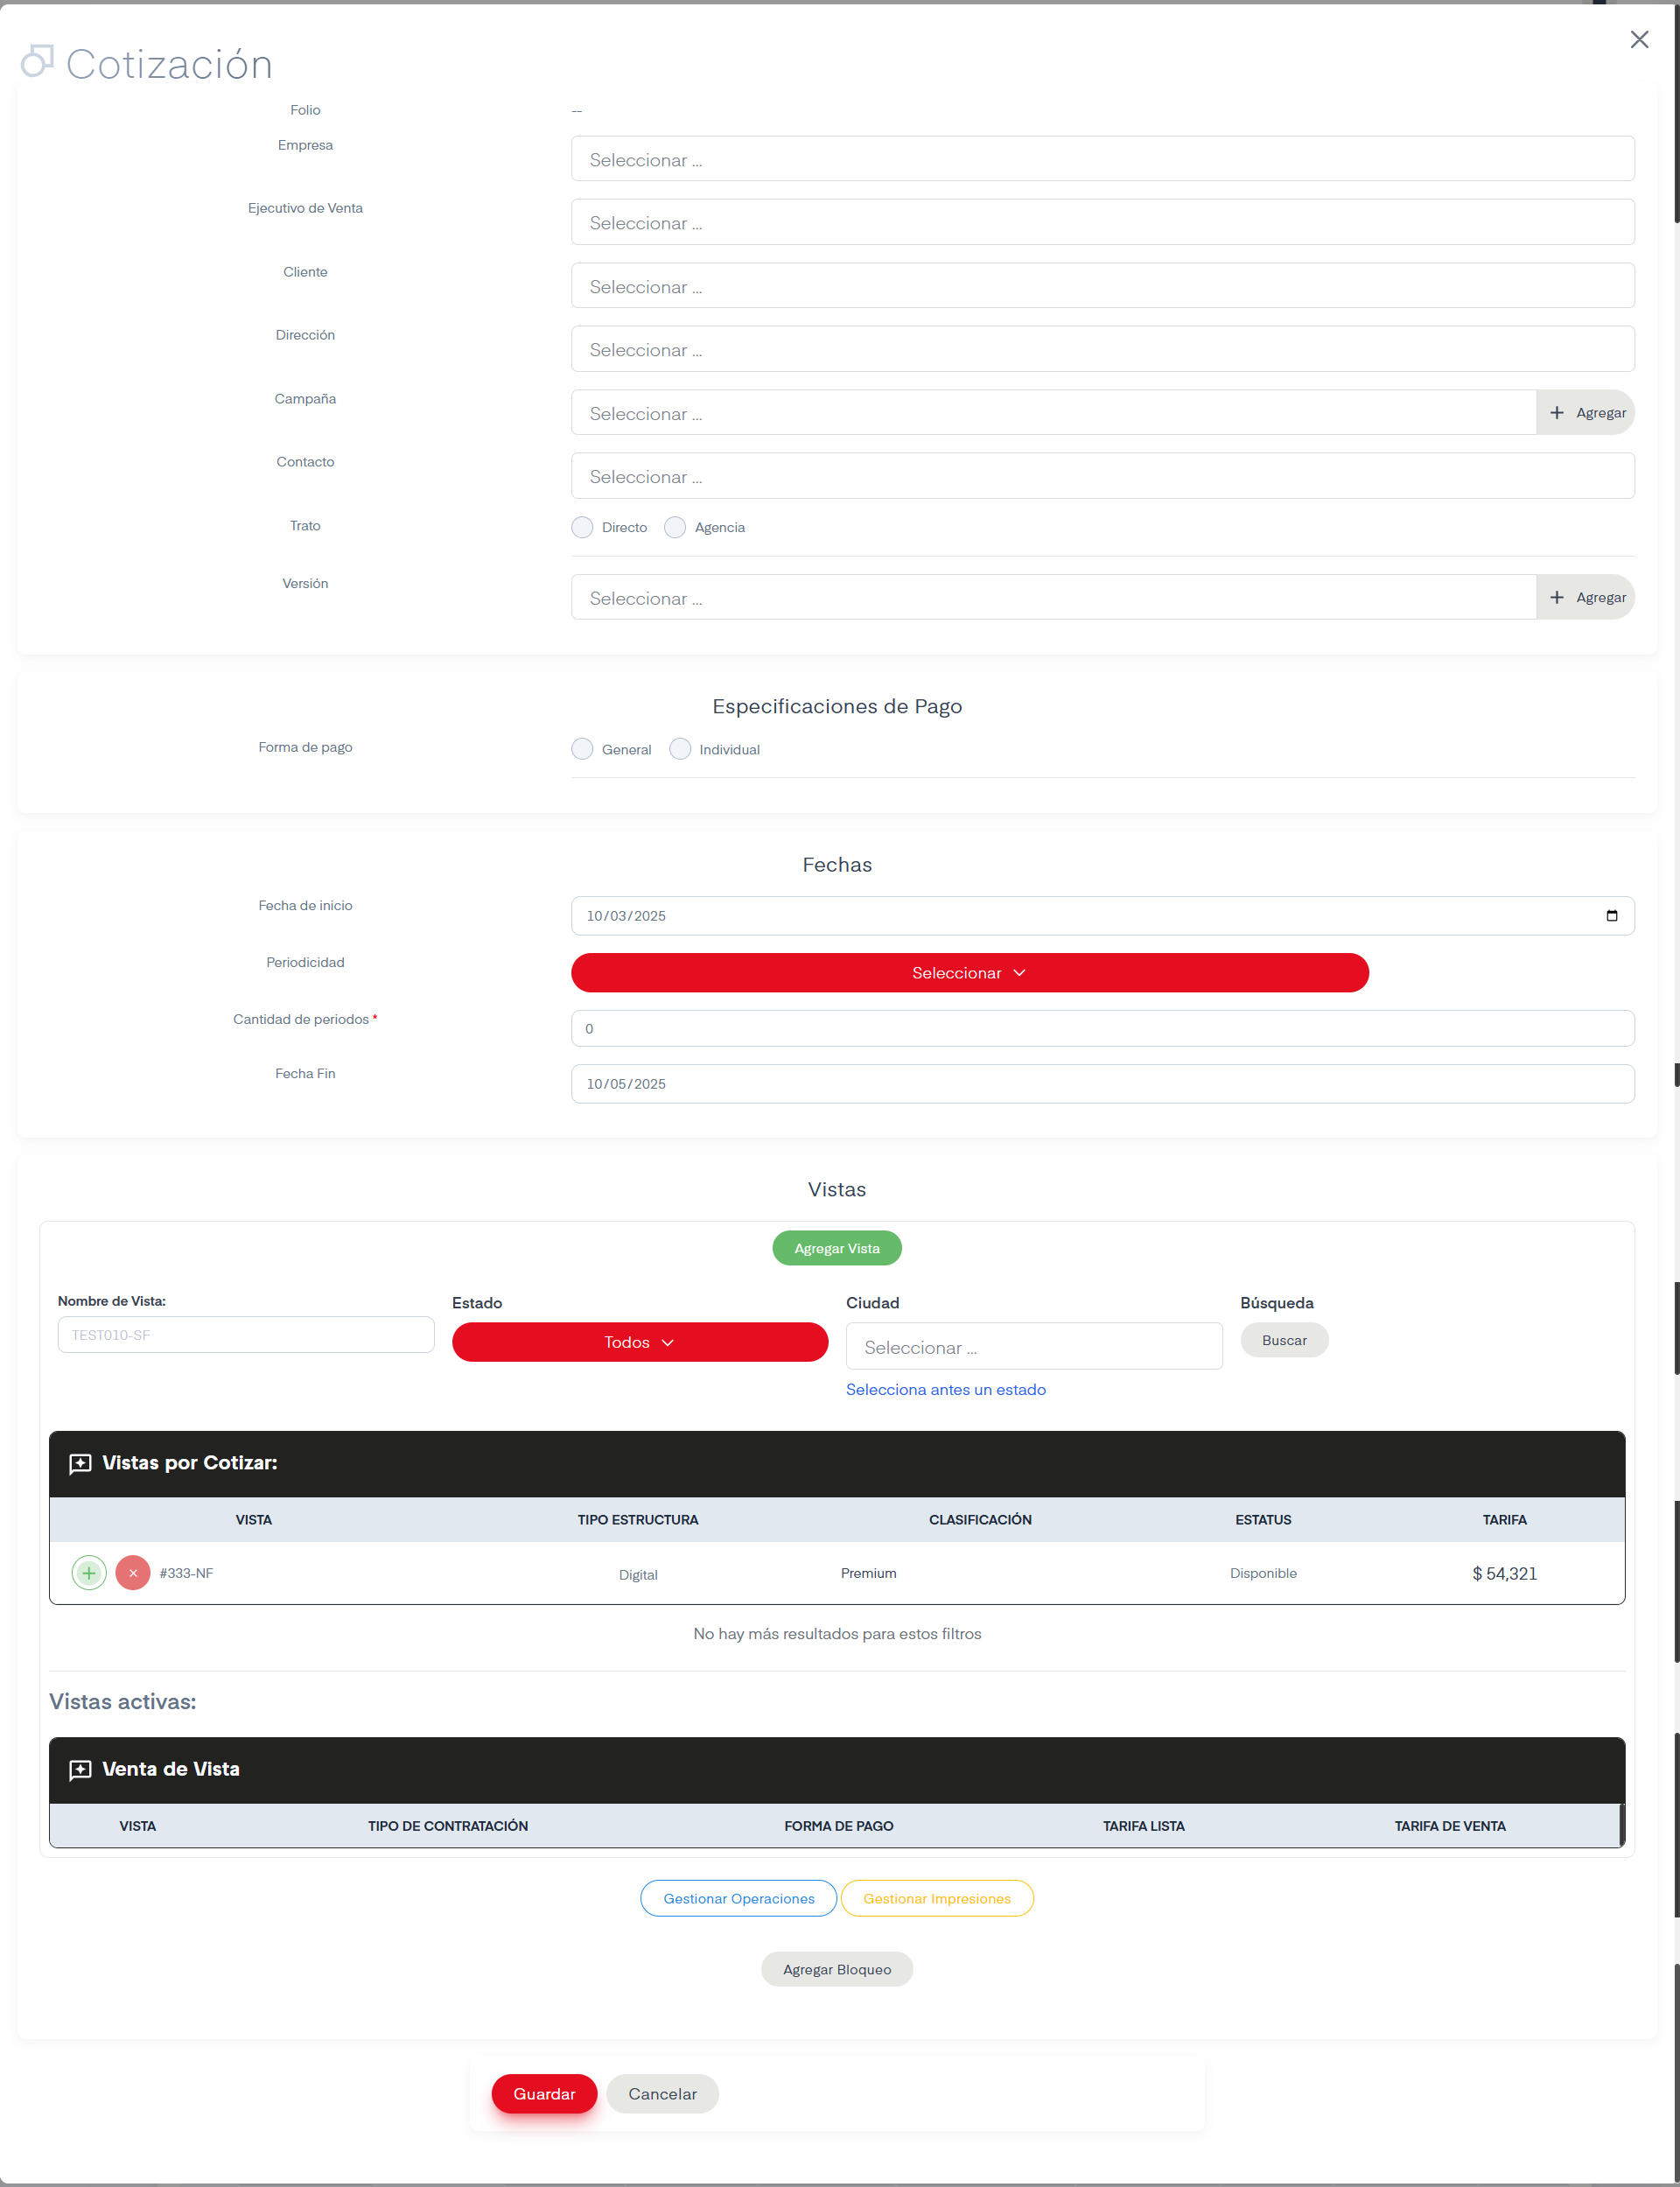 Cotización
Folio --
Empresa Seleccionar ...
Ejecutivo de Venta Seleccionar ...
Cliente Seleccionar ...
Dirección Seleccionar ...
Campaña Seleccionar ... + Agregar
Contacto Seleccionar ...
Trato Directo Agencia
Versión Seleccionar ... + Agregar
Especificaciones de Pago
Forma de pago General Individual
Fechas
Fecha de inicio 10/03/2025
Periodicidad Seleccionar
Cantidad de periodos * 0
Fecha Fin 10/05/2025
Vistas
Agregar Vista
Nombre de Vista: Estado Ciudad Búsqueda
TEST010-SF Todos Seleccionar ... Buscar
Selecciona antes un estado
Vistas por Cotizar:
VISTA TIPO ESTRUCTURA CLASIFICACIÓN ESTATUS TARIFA
#333-NF Digital Premium Disponible $ 54,321
No hay más resultados para estos filtros
Vistas activas:
Venta de Vista
VISTA TIPO DE CONTRATACIÓN FORMA DE PAGO TARIFA LISTA TARIFA DE VENTA
Gestionar Operaciones Gestionar Impresiones
Agregar Bloqueo
Guardar Cancelar